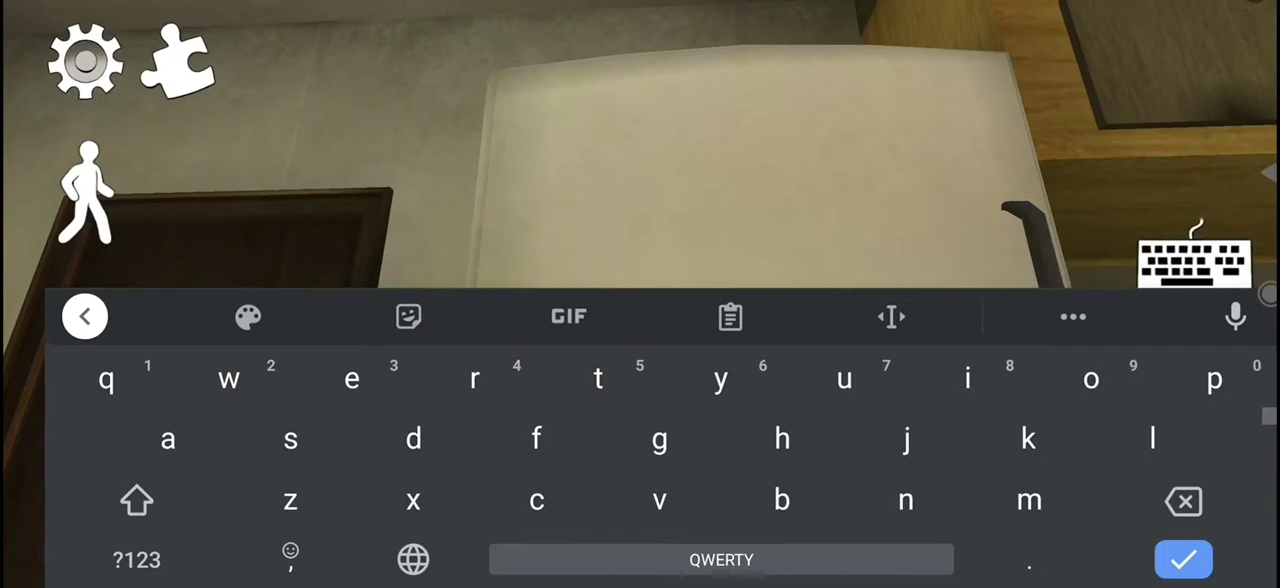 GIF
q 1 w 2 e 3 r 4 t 5 y 6 u 7 i 8 o 9 p 0
a s d f g h j k l
z x c v b n m
?123 , QWERTY .